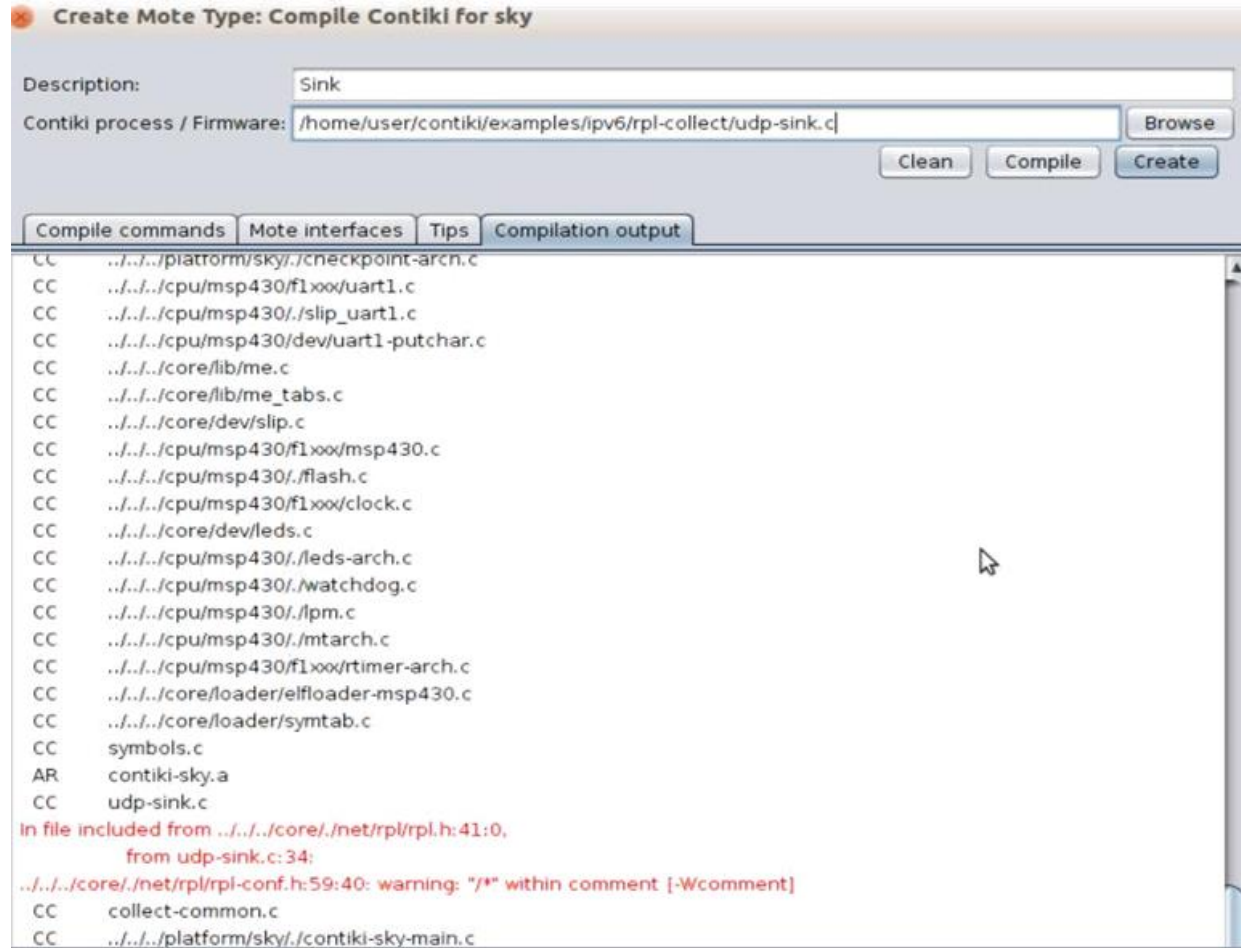 Create Mote Type: Compile Contiki for sky
Description: Sink
Contiki process / Firmware: /home/user/contiki/examples/ipv6/rpl-collect/udp-sink.c Browse
Clean Compile Create
Compile commands Mote interfaces Tips Compilation output
CC ../../../platform/sky/./checkpoint-arch.c
CC ../../../cpu/msp430/f1xxx/uart1.c
CC ../../../cpu/msp430/./slip_uart1.c
CC ../../../cpu/msp430/dev/uart1-putchar.c
CC ../../../core/lib/me.c
CC ../../../core/lib/me_tabs.c
CC ../../../core/dev/slip.c
CC ../../../cpu/msp430/f1xxx/msp430.c
CC ../../../cpu/msp430/./flash.c
CC ../../../cpu/msp430/f1xxx/clock.c
CC ../../../core/dev/leds.c
CC ../../../cpu/msp430/./leds-arch.c
CC ../../../cpu/msp430/./watchdog.c
CC ../../../cpu/msp430/./lpm.c
CC ../../../cpu/msp430/./mtarch.c
CC ../../../cpu/msp430/f1xxx/rtimer-arch.c
CC ../../../core/loader/elfloader-msp430.c
CC ../../../core/loader/symtab.c
CC symbols.c
AR contiki-sky.a
CC udp-sink.c
In file included from ../../../core/./net/rpl/rpl.h:41:0,
from udp-sink.c:34:
../../../core/./net/rpl/rpl-conf.h:59:40: warning: "/*" within comment [-Wcomment]
CC collect-common.c
CC ../../../platform/sky/./contiki-sky-main.c